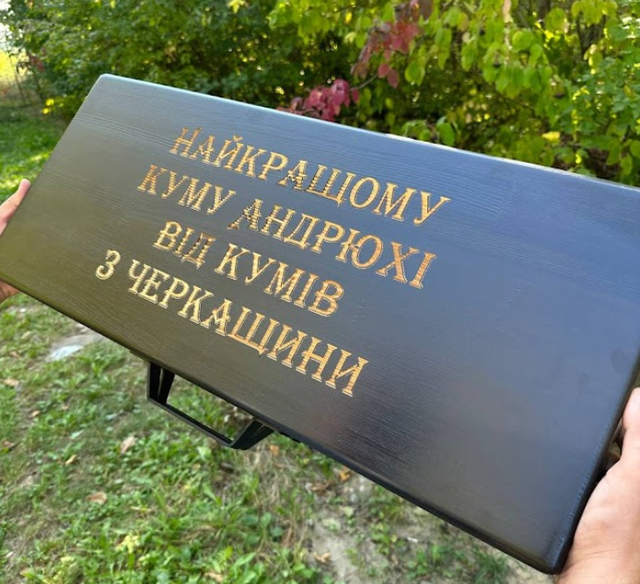 НАЙКРАЩОМУ
КУМУ АНДРЮХІ
ВІД КУМІВ
З ЧЕРКАЩИНИ